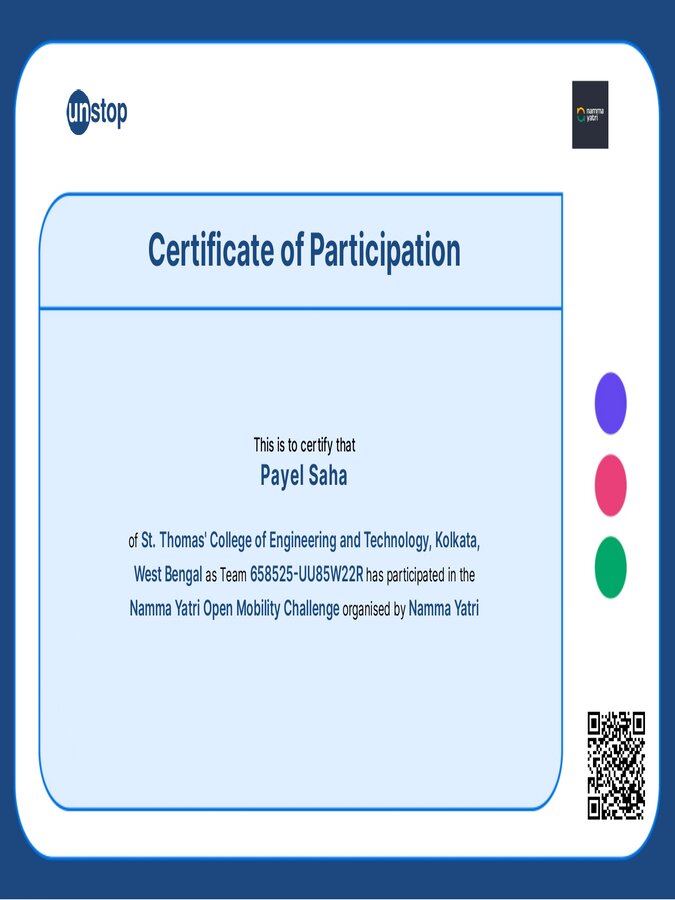 unstop
namma
yatri
Certificate of Participation
This is to certify that
Payel Saha
of St. Thomas' College of Engineering and Technology, Kolkata,
West Bengal as Team 658525-UU85W22R has participated in the
Namma Yatri Open Mobility Challenge organised by Namma Yatri